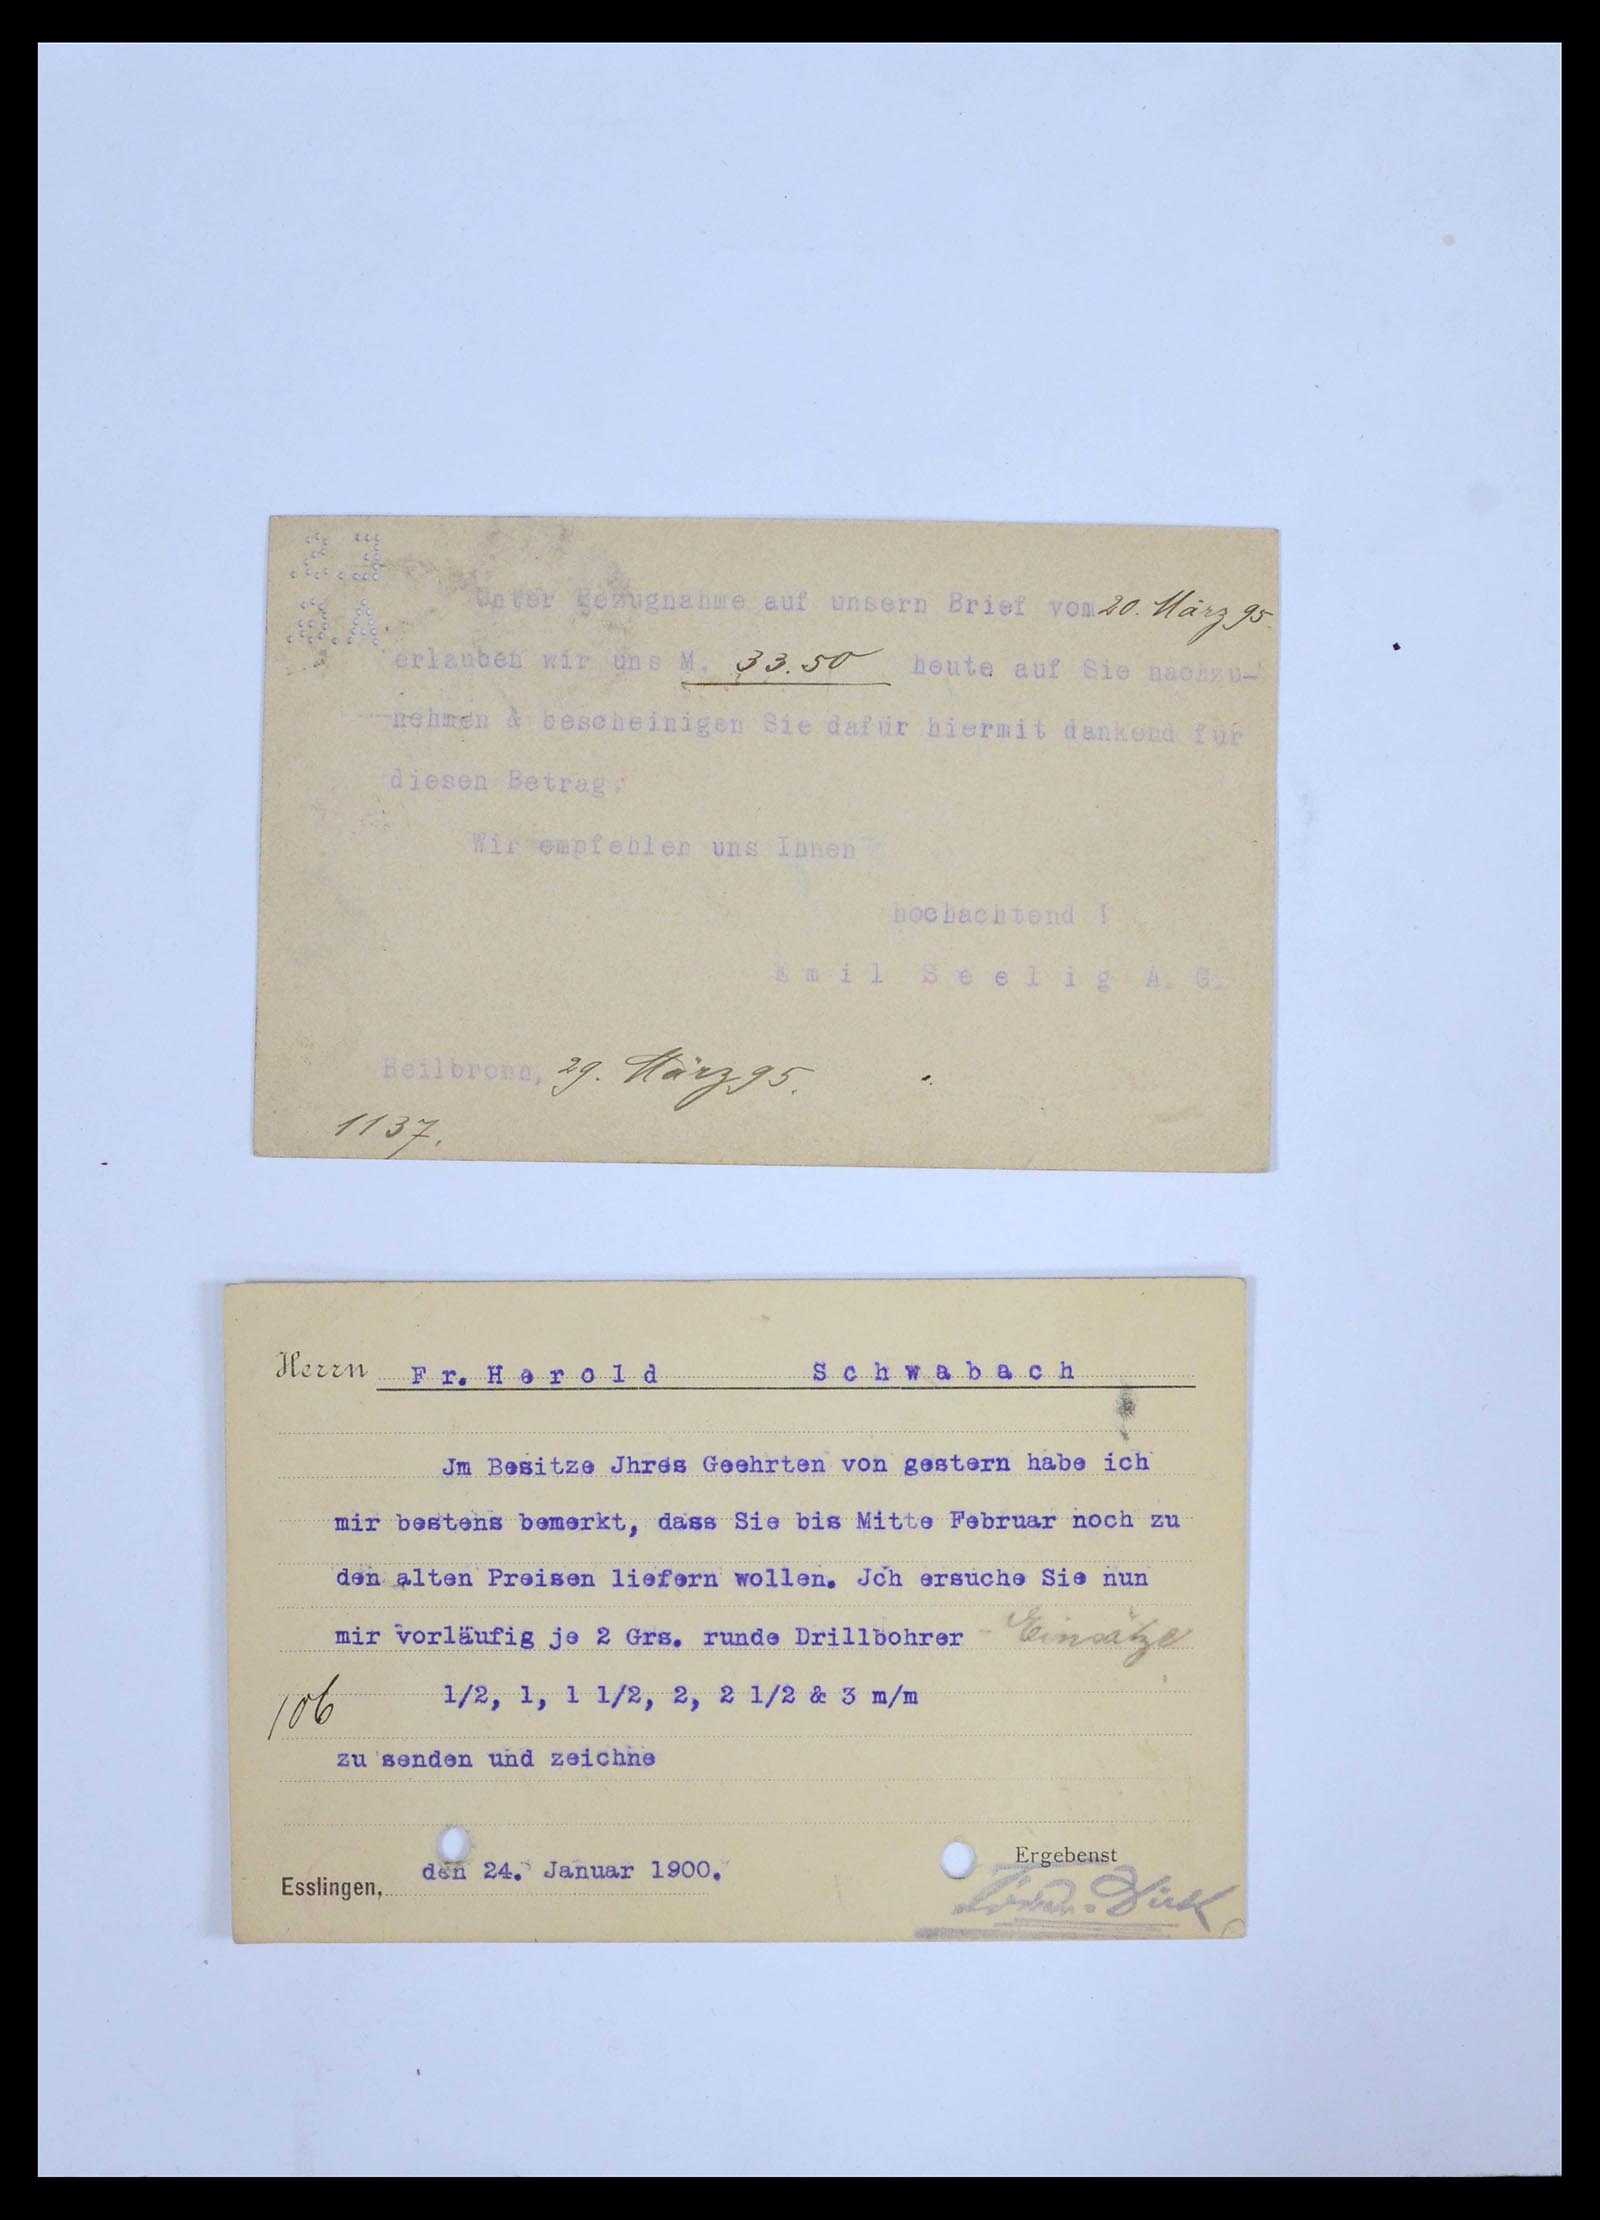 Unter Bezugnahme auf unsern Brief vom 20. März 95.
erlauben wir uns M. 33.50 heute auf Sie nachzu-
nehmen & bescheinigen Sie dafür hiermit dankend für
diesen Betrag.
Wir empfehlen uns Ihnen
hochachtend !
Emil Seelig A. G.
Heilbronn, 29. März 95.
1137.
Herrn Fr. Herold Schwabach
Jm Besitze Jhres Geehrten von gestern habe ich
mir bestens bemerkt, dass Sie bis Mitte Februar noch zu
den alten Preisen liefern wollen. Jch ersuche Sie nun
mir vorläufig je 2 Grs. runde Drillbohrer - Einsätze
106 1/2, 1, 1 1/2, 2, 2 1/2 & 3 m/m
zu senden und zeichne
Ergebenst
Esslingen, den 24. Januar 1900.